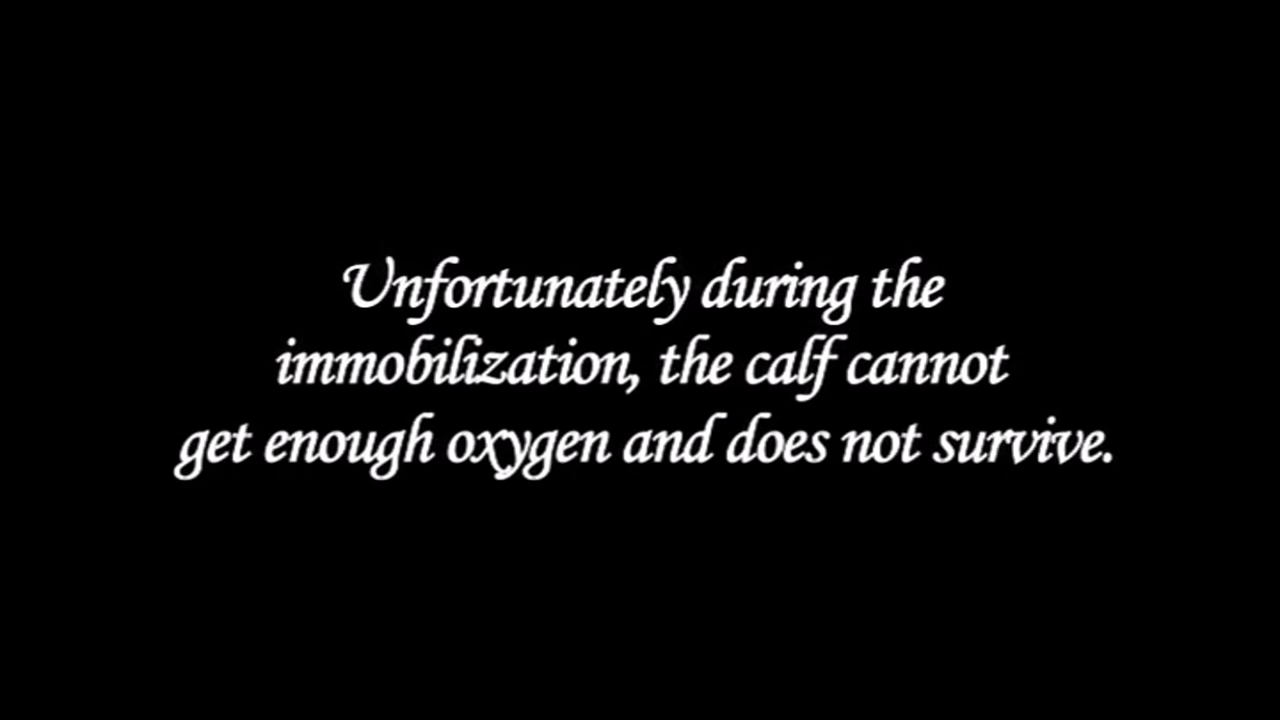 Unfortunately during the
immobilization, the calf cannot
get enough oxygen and does not survive.